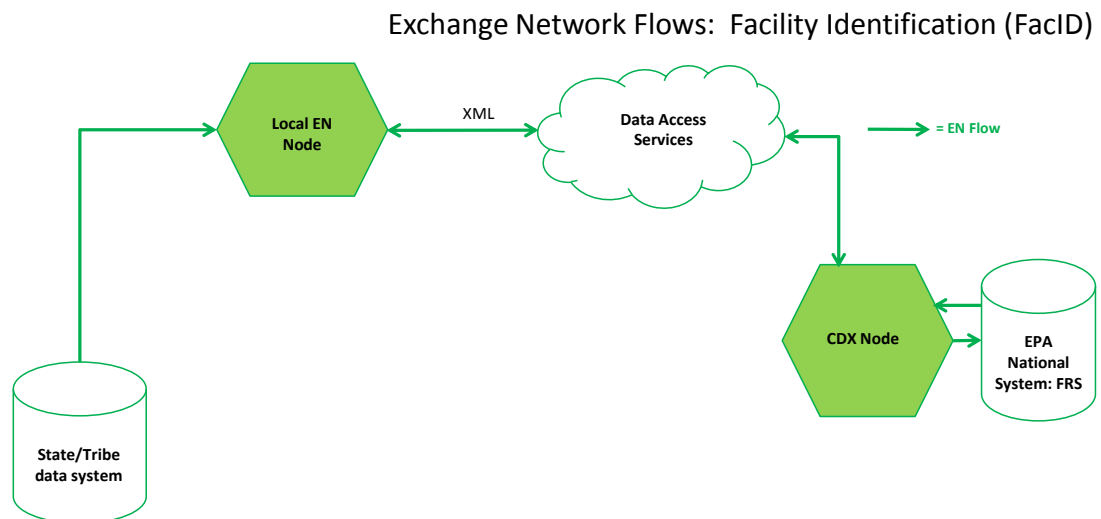 Exchange Network Flows: Facility Identification (FacID)
Local EN
Node
XML
Data Access
Services
= EN Flow
CDX Node
EPA
National
System: FRS
State/Tribe
data system